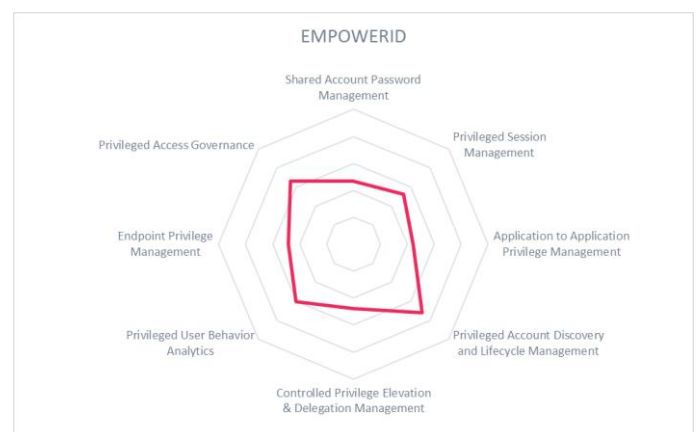 EMPOWERID
Shared Account Password
Management
Privileged Session
Management
Application to Application
Privilege Management
Privileged Account Discovery
and Lifecycle Management
Controlled Privilege Elevation
& Delegation Management
Privileged User Behavior
Analytics
Endpoint Privilege
Management
Privileged Access Governance